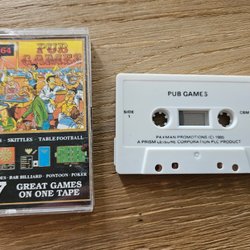 64
PUB
GAMES
SKITTLES · TABLE FOOTBALL
BAR BILLIARD · PONTOON · POKER
7 GREAT GAMES
ON ONE TAPE
PUB GAMES
SIDE
1
CBM
PAXMAN PROMOTIONS (C) 1986
A PRISM LEISURE CORPORATION PLC PRODUCT